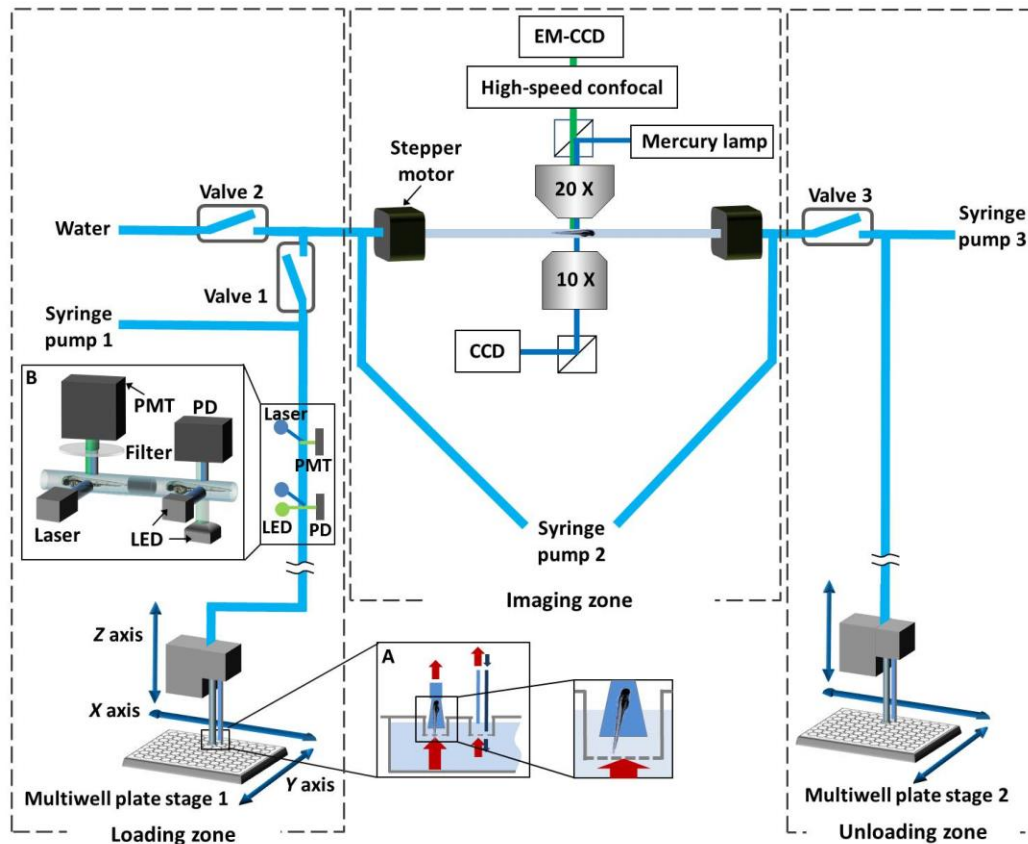 EM-CCD
High-speed confocal
Mercury lamp
Stepper
motor
20 X
Valve 2
Valve 3
Water
Syringe
pump 3
10 X
Valve 1
Syringe
pump 1
CCD
B
PMT
PD
Filter
Laser
LED
Laser
PMT
LED
PD
Syringe
pump 2
Imaging zone
Z axis
X axis
Y axis
A
Multiwell plate stage 1
Loading zone
Multiwell plate stage 2
Unloading zone